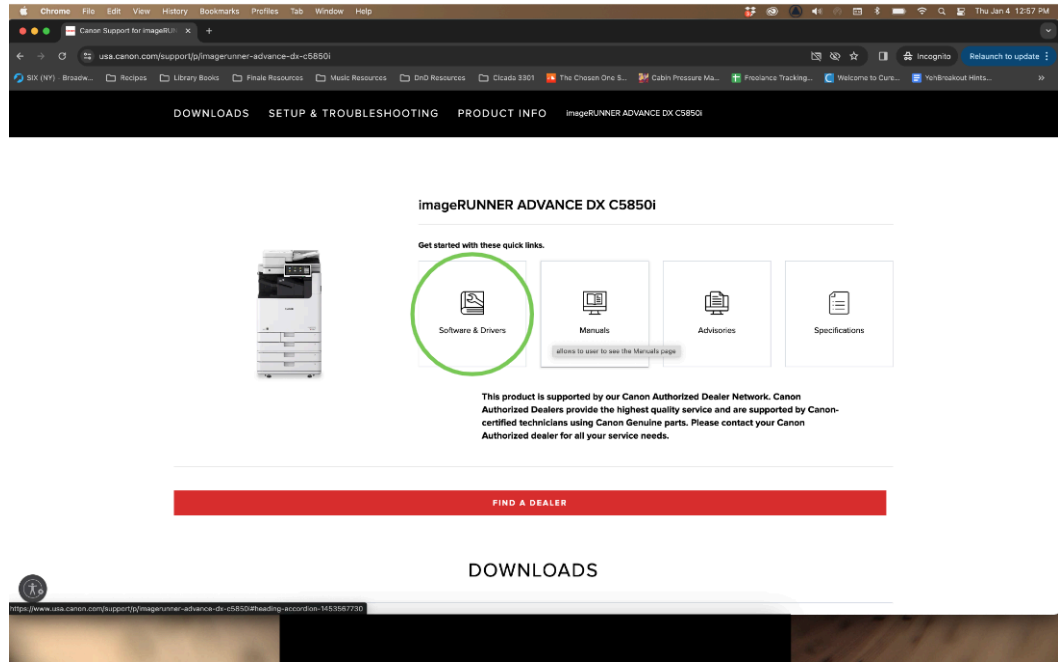 Chrome File Edit View History Bookmarks Profiles Tab Window Help Thu Jan 4 12:57 PM
Canon Support for imageRUN
usa.canon.com/support/p/imagerunner-advance-dx-c5850i Incognito Relaunch to update
SIX (NY) - Broadw... Recipes Library Books Finale Resources Music Resources DnD Resources Cicada 3301 The Chosen One S... Cabin Pressure Ma... Freelance Tracking... Welcome to Cure... YehBreakout Hints... »
DOWNLOADS SETUP & TROUBLESHOOTING PRODUCT INFO imageRUNNER ADVANCE DX C5850i
imageRUNNER ADVANCE DX C5850i
Get started with these quick links.
Software & Drivers Manuals Advisories Specifications
allows to user to see the Manuals page
This product is supported by our Canon Authorized Dealer Network. Canon
Authorized Dealers provide the highest quality service and are supported by Canon-
certified technicians using Canon Genuine parts. Please contact your Canon
Authorized dealer for all your service needs.
FIND A DEALER
DOWNLOADS
https://www.usa.canon.com/support/p/imagerunner-advance-dx-c5850i#heading-accordion-1453567730